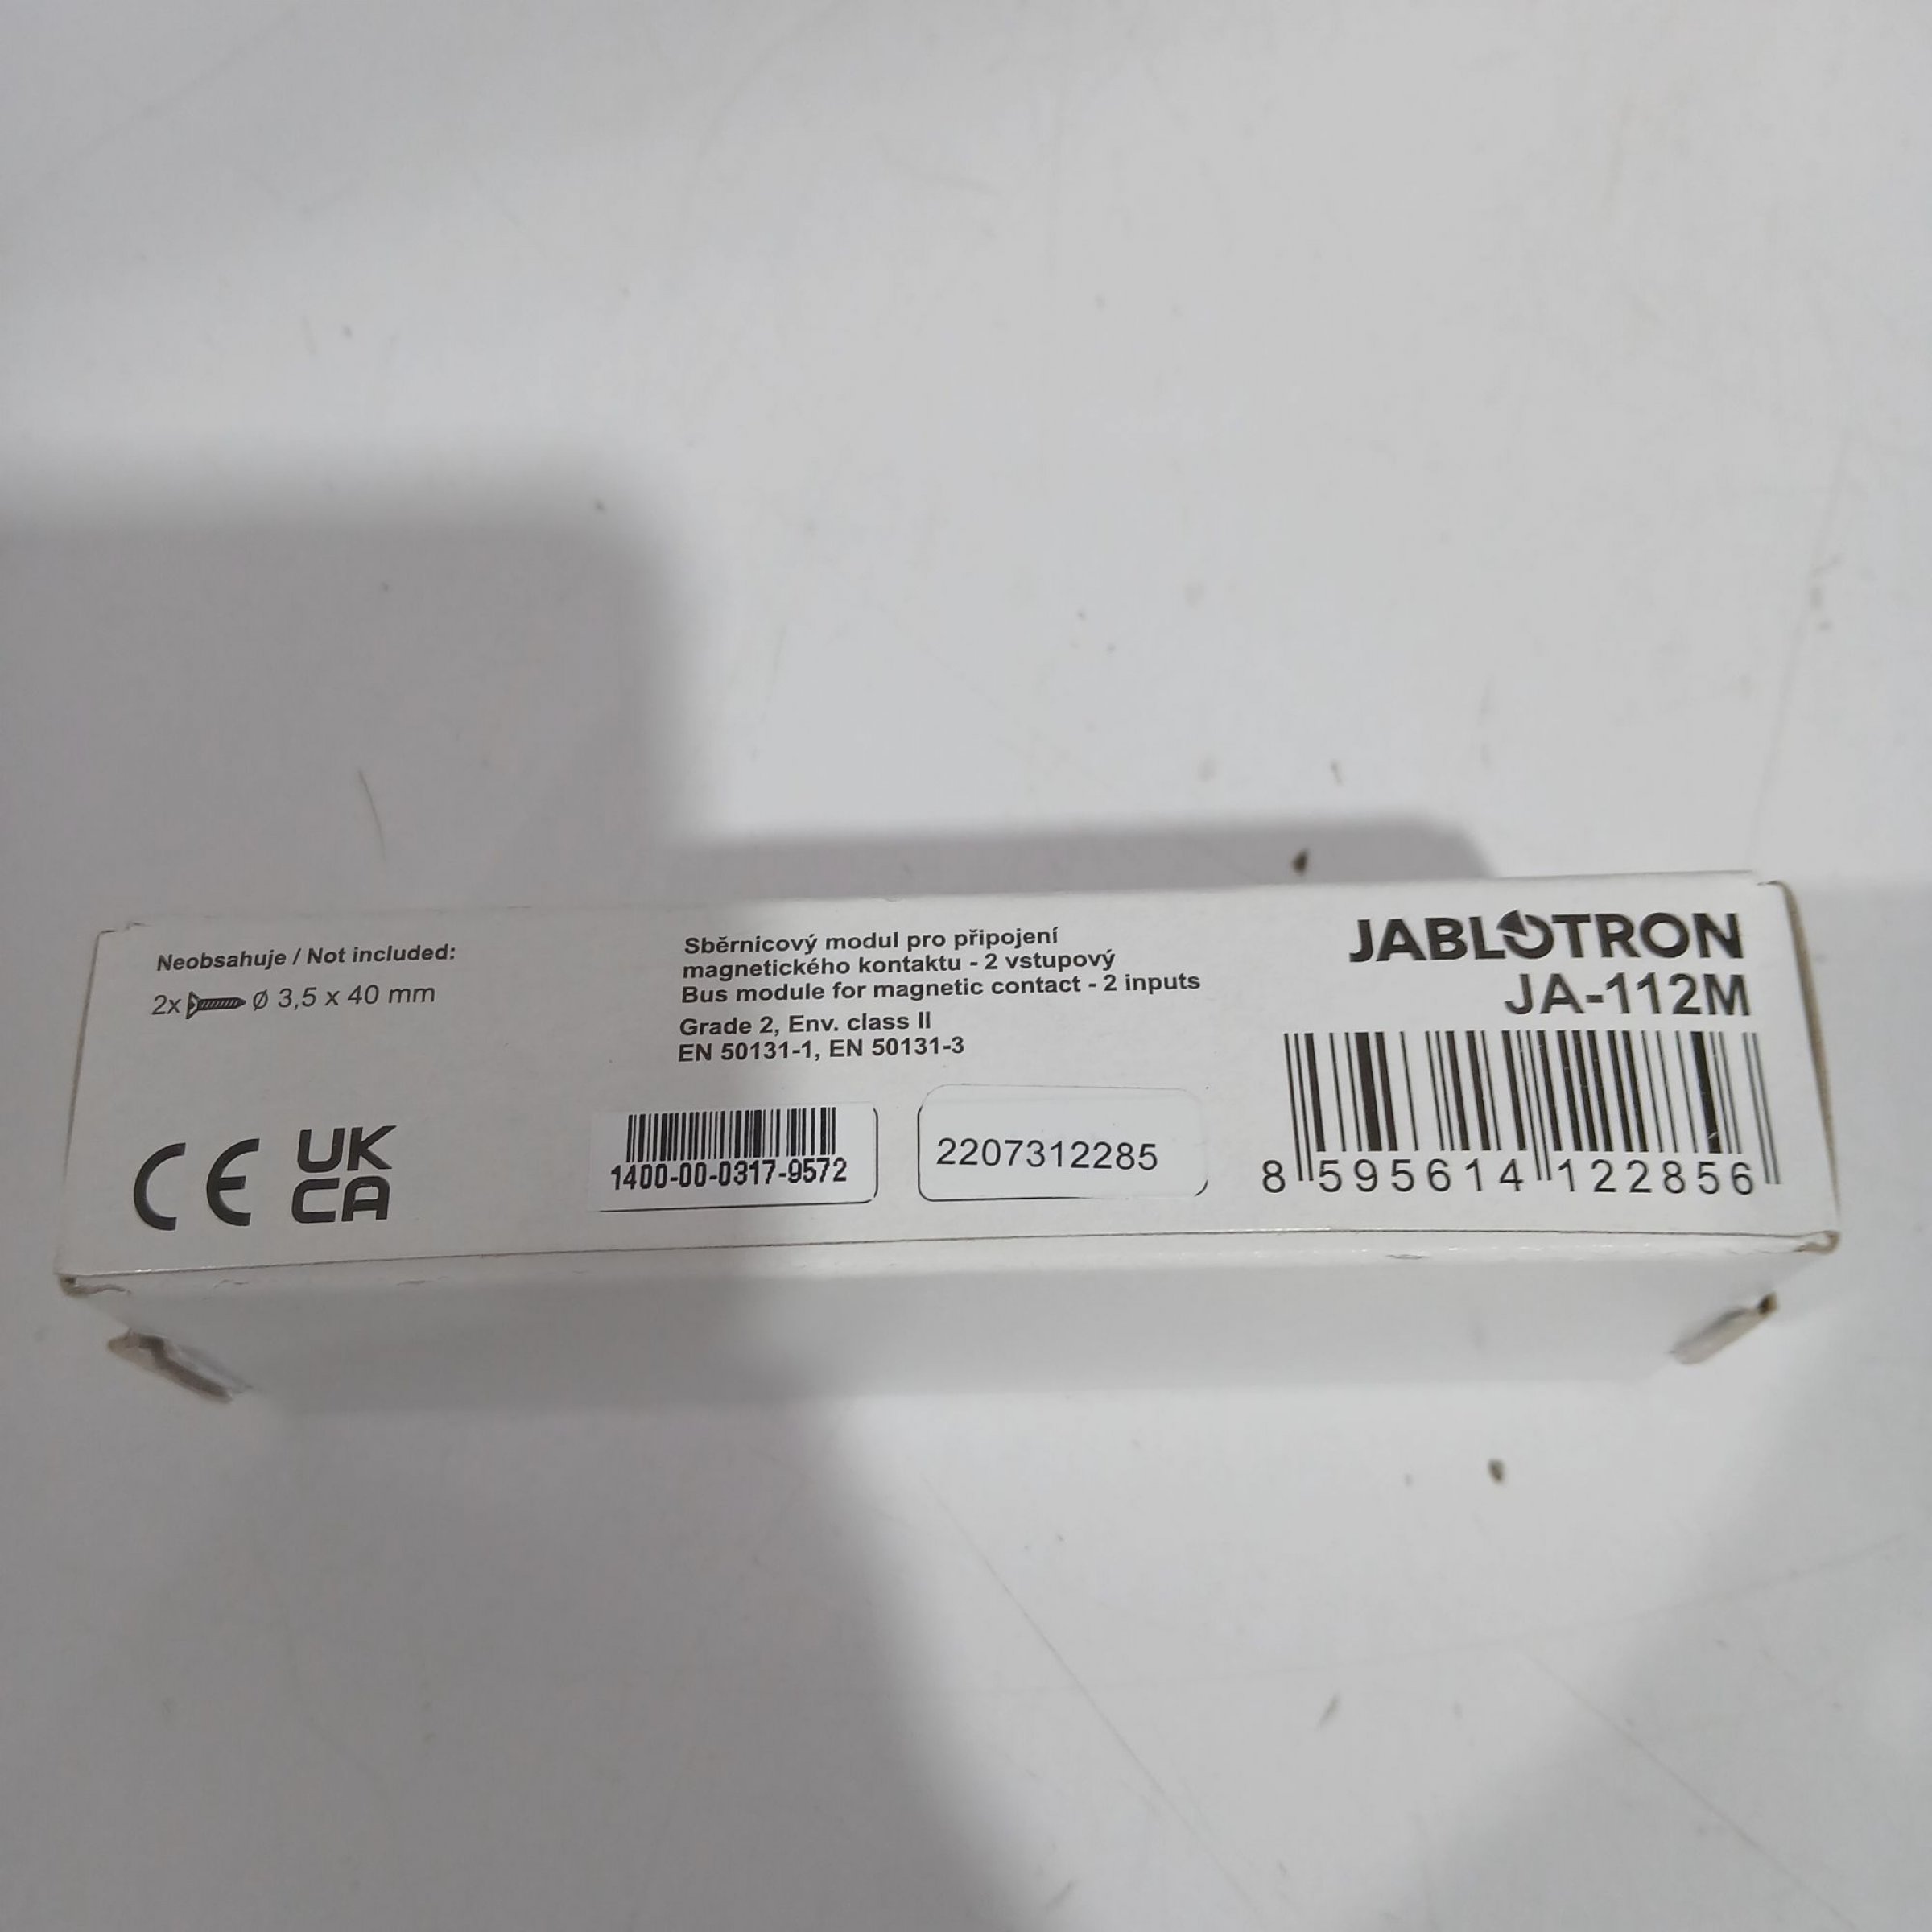 Neobsahuje / Not included:
2x Ø 3,5 x 40 mm
CE UK
CA
Sběrnicový modul pro připojení
magnetického kontaktu - 2 vstupový
Bus module for magnetic contact - 2 inputs
Grade 2, Env. class II
EN 50131-1, EN 50131-3
1400-00-0317-9572
2207312285
JABLOTRON
JA-112M
8 595614 122856